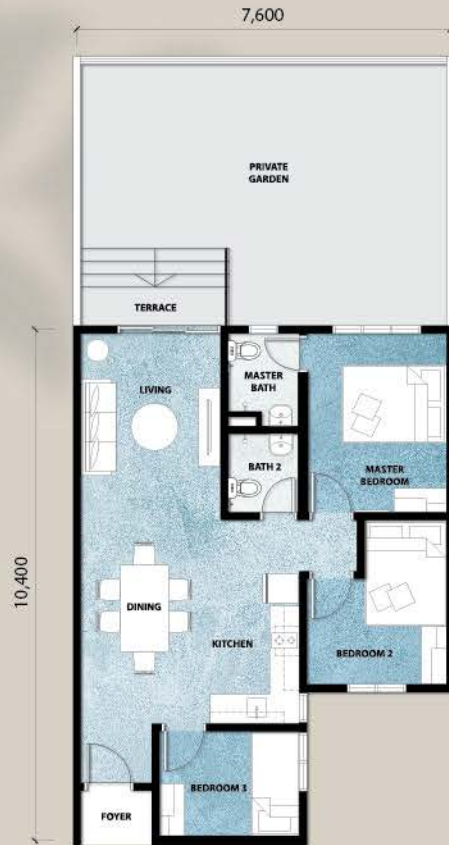 7,600
PRIVATE
GARDEN
TERRACE
LIVING
MASTER
BATH
BATH 2
MASTER
BEDROOM
10,400
DINING
KITCHEN
BEDROOM 2
BEDROOM 3
FOYER